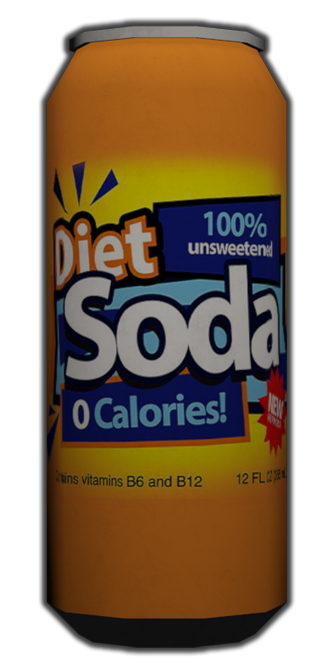 100%
unsweetened
Diet
Soda
0 Calories!
NEW
vitamins B6 and B12
12 FL.